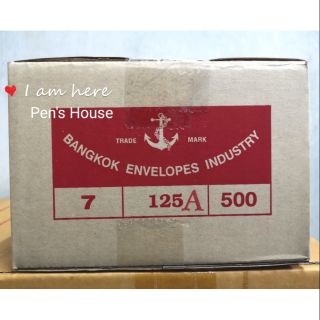 I am here
Pen's House
TRADE MARK
BANGKOK ENVELOPES INDUSTRY
7 125A 500